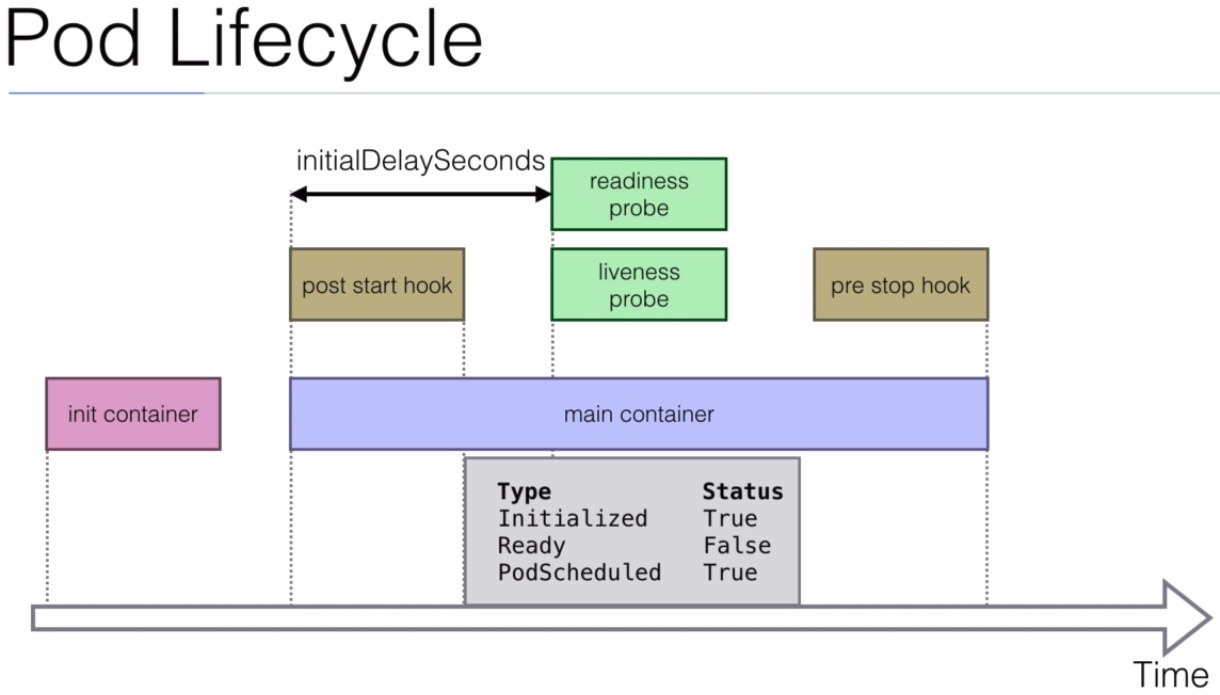 Pod Lifecycle
initialDelaySeconds
readiness
probe
post start hook
liveness
probe
pre stop hook
init container
main container
Type Status
Initialized True
Ready False
PodScheduled True
Time